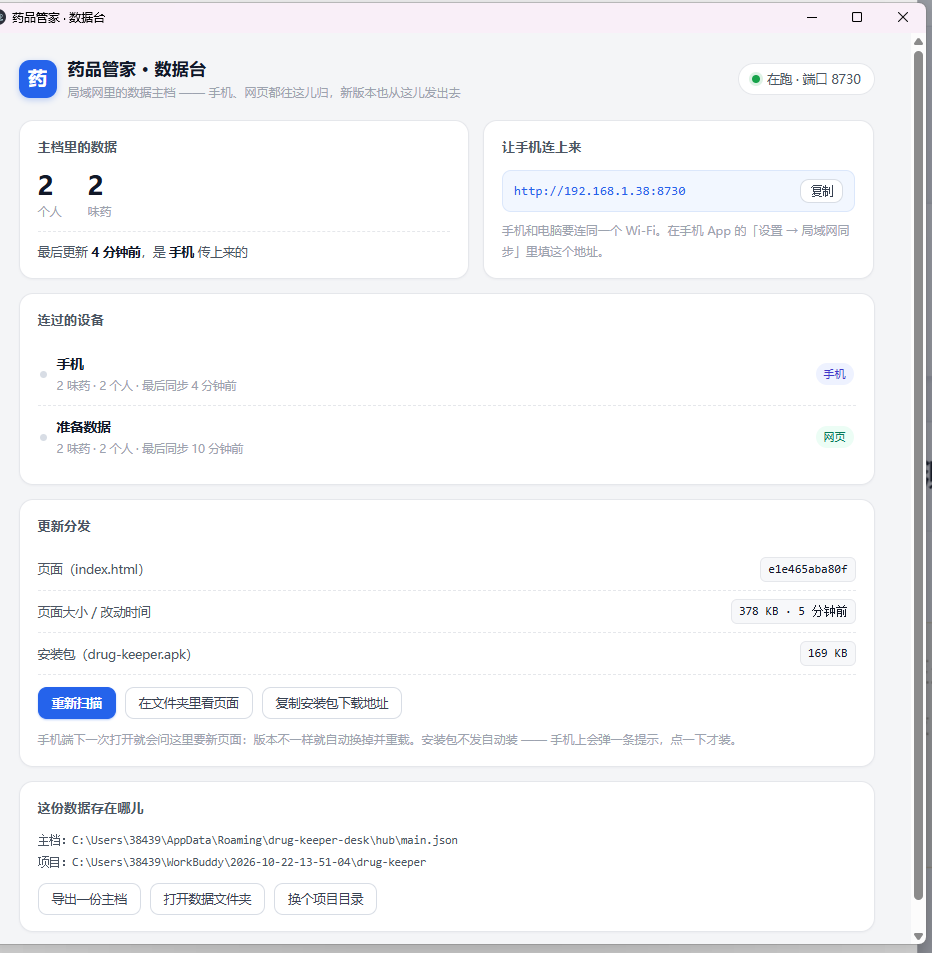 药品管家 · 数据台
药
药品管家 · 数据台
局域网里的数据主档 —— 手机、网页都往这儿归，新版本也从这儿发出去
在跑 · 端口 8730
主档里的数据
2 2
个人 味药
最后更新 4 分钟前，是 手机 传上来的
让手机连上来
http://192.168.1.38:8730
复制
手机和电脑要连同一个 Wi-Fi。在手机 App 的「设置 → 局域网同
步」里填这个地址。
连过的设备
手机
2 味药 · 2 个人 · 最后同步 4 分钟前
手机
准备数据
2 味药 · 2 个人 · 最后同步 10 分钟前
网页
更新分发
页面（index.html） e1e465aba80f
页面大小 / 改动时间 378 KB · 5 分钟前
安装包（drug-keeper.apk） 169 KB
重新扫描 在文件夹里看页面 复制安装包下载地址
手机端下一次打开就会问这里要新页面：版本不一样就自动换掉并重载。安装包不发自动装 —— 手机上会弹一条提示，点一下才装。
这份数据存在哪儿
主档：C:\Users\38439\AppData\Roaming\drug-keeper-desk\hub\main.json
项目：C:\Users\38439\WorkBuddy\2026-10-22-13-51-04\drug-keeper
导出一份主档 打开数据文件夹 换个项目目录